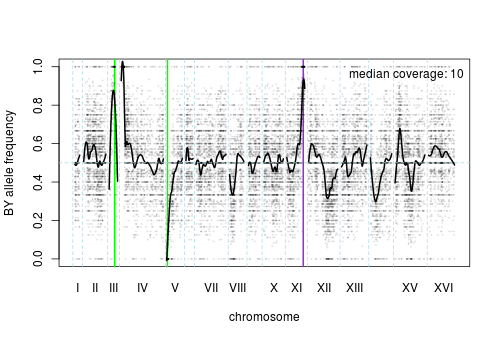 median coverage: 10
BY allele frequency
1.0
0.8
0.6
0.4
0.2
0.0
I II III IV V VII VIII X XI XII XIII XV XVI
chromosome